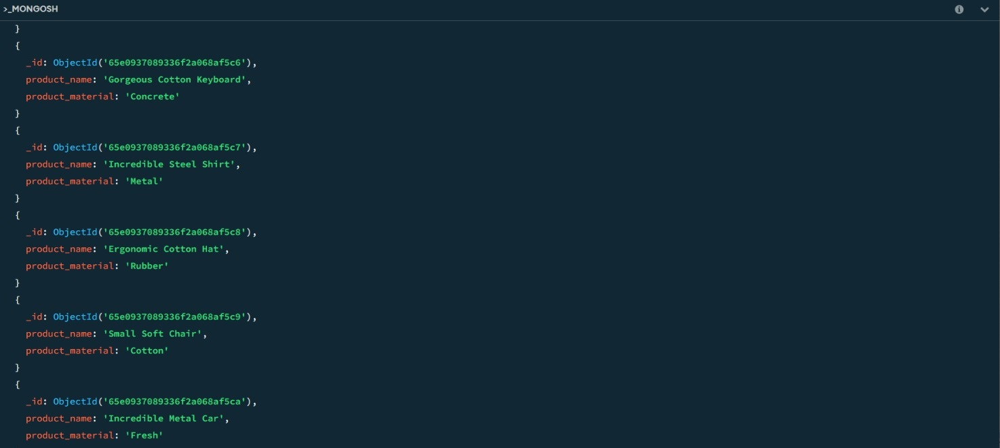 >_MONGOSH
}
{
_id: ObjectId('65e0937089336f2a068af5c6'),
product_name: 'Gorgeous Cotton Keyboard',
product_material: 'Concrete'
}
{
_id: ObjectId('65e0937089336f2a068af5c7'),
product_name: 'Incredible Steel Shirt',
product_material: 'Metal'
}
{
_id: ObjectId('65e0937089336f2a068af5c8'),
product_name: 'Ergonomic Cotton Hat',
product_material: 'Rubber'
}
{
_id: ObjectId('65e0937089336f2a068af5c9'),
product_name: 'Small Soft Chair',
product_material: 'Cotton'
}
{
_id: ObjectId('65e0937089336f2a068af5ca'),
product_name: 'Incredible Metal Car',
product_material: 'Fresh'